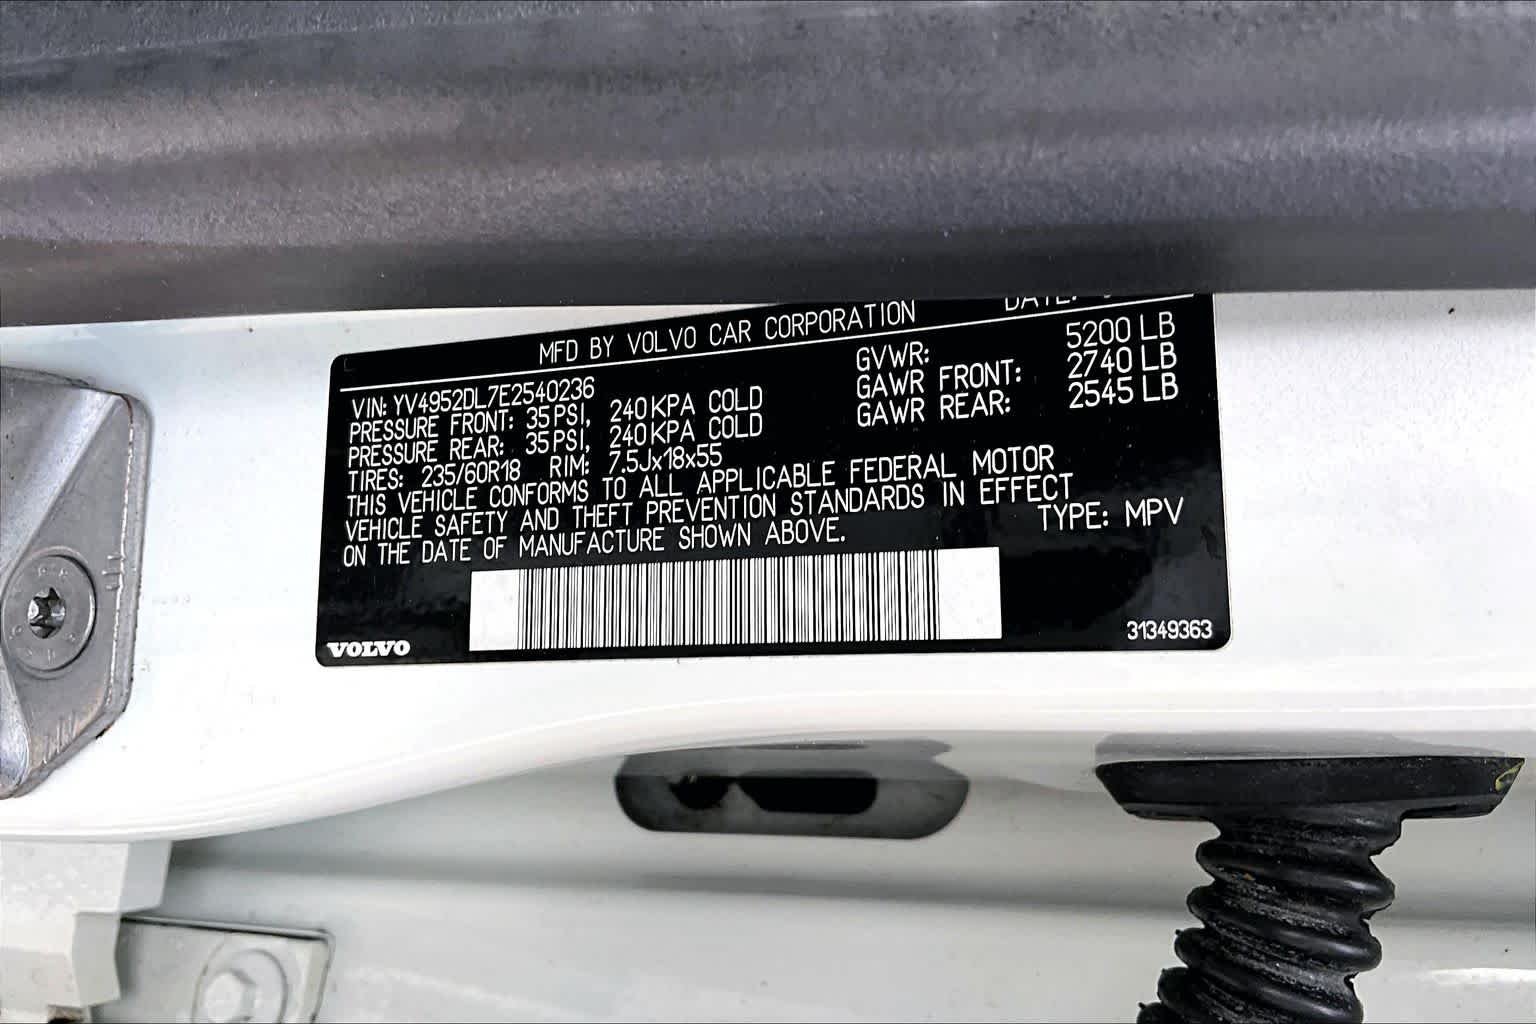 DATE:
MFD BY VOLVO CAR CORPORATION
VIN: YV4952DL7E2540236
GVWR: 5200 LB
PRESSURE FRONT: 35 PSI, 240 KPA COLD
GAWR FRONT: 2740 LB
PRESSURE REAR: 35 PSI, 240 KPA COLD
GAWR REAR: 2545 LB
TIRES: 235/60R18 RIM: 7.5Jx18x55
THIS VEHICLE CONFORMS TO ALL APPLICABLE FEDERAL MOTOR
VEHICLE SAFETY AND THEFT PREVENTION STANDARDS IN EFFECT
ON THE DATE OF MANUFACTURE SHOWN ABOVE.
TYPE: MPV
VOLVO
31349363